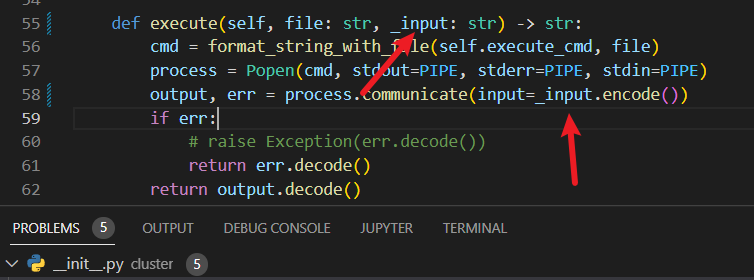 55 def execute(self, file: str, _input: str) -> str:
56 cmd = format_string_with_file(self.execute_cmd, file)
57 process = Popen(cmd, stdout=PIPE, stderr=PIPE, stdin=PIPE)
58 output, err = process.communicate(input=_input.encode())
59 if err:
60 # raise Exception(err.decode())
61 return err.decode()
62 return output.decode()
PROBLEMS 5 OUTPUT DEBUG CONSOLE JUPYTER TERMINAL
__init__.py cluster 5